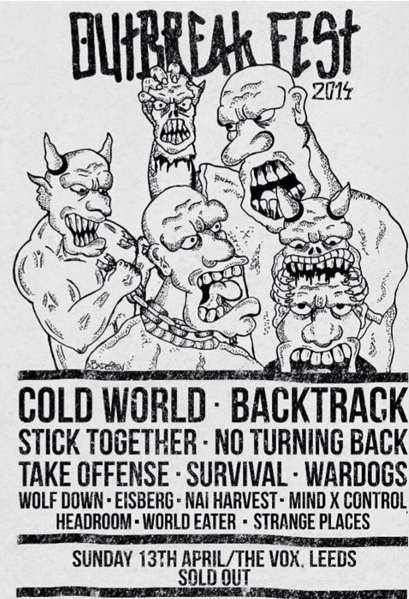 OUTBREAK FEST
2014
COLD WORLD · BACKTRACK
STICK TOGETHER · NO TURNING BACK
TAKE OFFENSE · SURVIVAL · WARDOGS
WOLF DOWN · EISBERG · NAI HARVEST · MIND X CONTROL
HEADROOM · WORLD EATER · STRANGE PLACES
SUNDAY 13TH APRIL/THE VOX, LEEDS
SOLD OUT